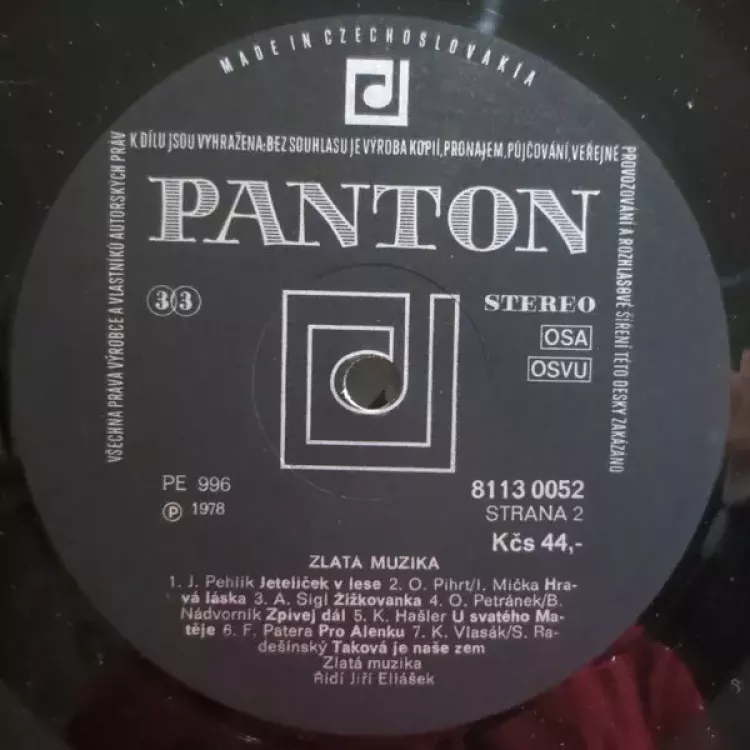 MADE IN CZECHOSLOVAKIA
VŠECHNA PRÁVA VÝROBCE A VLASTNÍKŮ AUTORSKÝCH PRÁV
K DÍLU JSOU VYHRAŽENA. BEZ SOUHLASU JE VÝROBA KOPIÍ, PRONÁJEM, PŮJČOVÁNÍ, VEŘEJNÉ
PROVOZOVÁNÍ A ROZHLASOVÉ ŠÍŘENÍ TÉTO DESKY ZAKÁZÁNO
PANTON
33
STEREO
OSA
OSVU
PE 996
℗ 1978
8113 0052
STRANA 2
Kčs 44,-
ZLATÁ MUZIKA
1. J. Pehlík Jetelíček v lese 2. O. Pihrt/I. Mička Hra-
vá láska 3. A. Sigl Žižkovanka 4. O. Petránek/B.
Nádvorník Zpívej dál 5. K. Hašler U svatého Ma-
těje 6. F. Patera Pro Alenku 7. K. Vlasák/S. Ra-
dešínský Taková je naše zem
Zlatá muzika
Řídí Jiří Eliášek